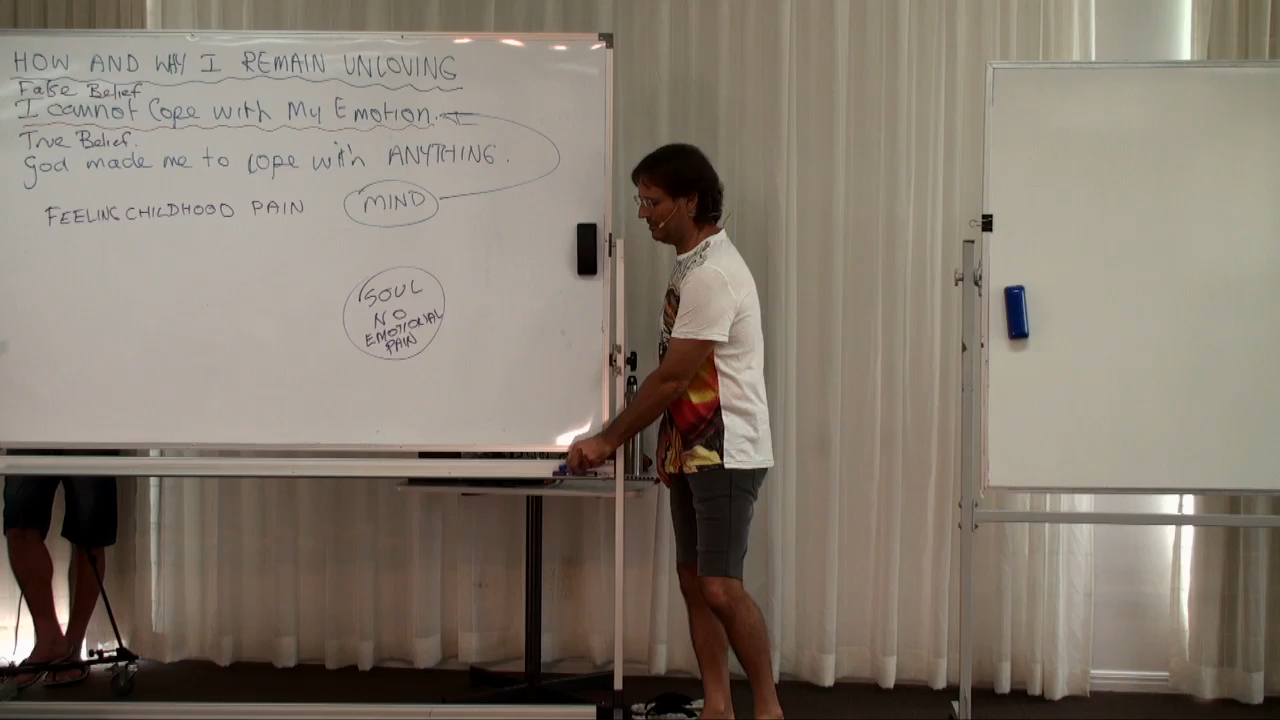 HOW AND WHY I REMAIN UNLOVING
False Belief
I cannot Cope with My Emotion.
True Belief.
God made me to cope with ANYTHING.
FEELING CHILDHOOD PAIN
MIND
SOUL
NO
EMOTIONAL
PAIN